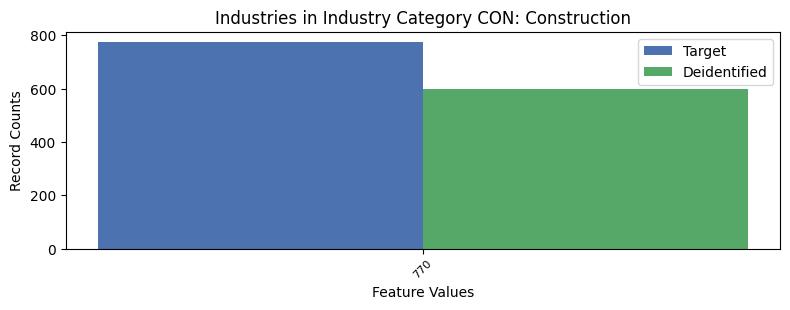 Industries in Industry Category CON: Construction
Target
Deidentified
Record Counts
800
600
400
200
0
770
Feature Values